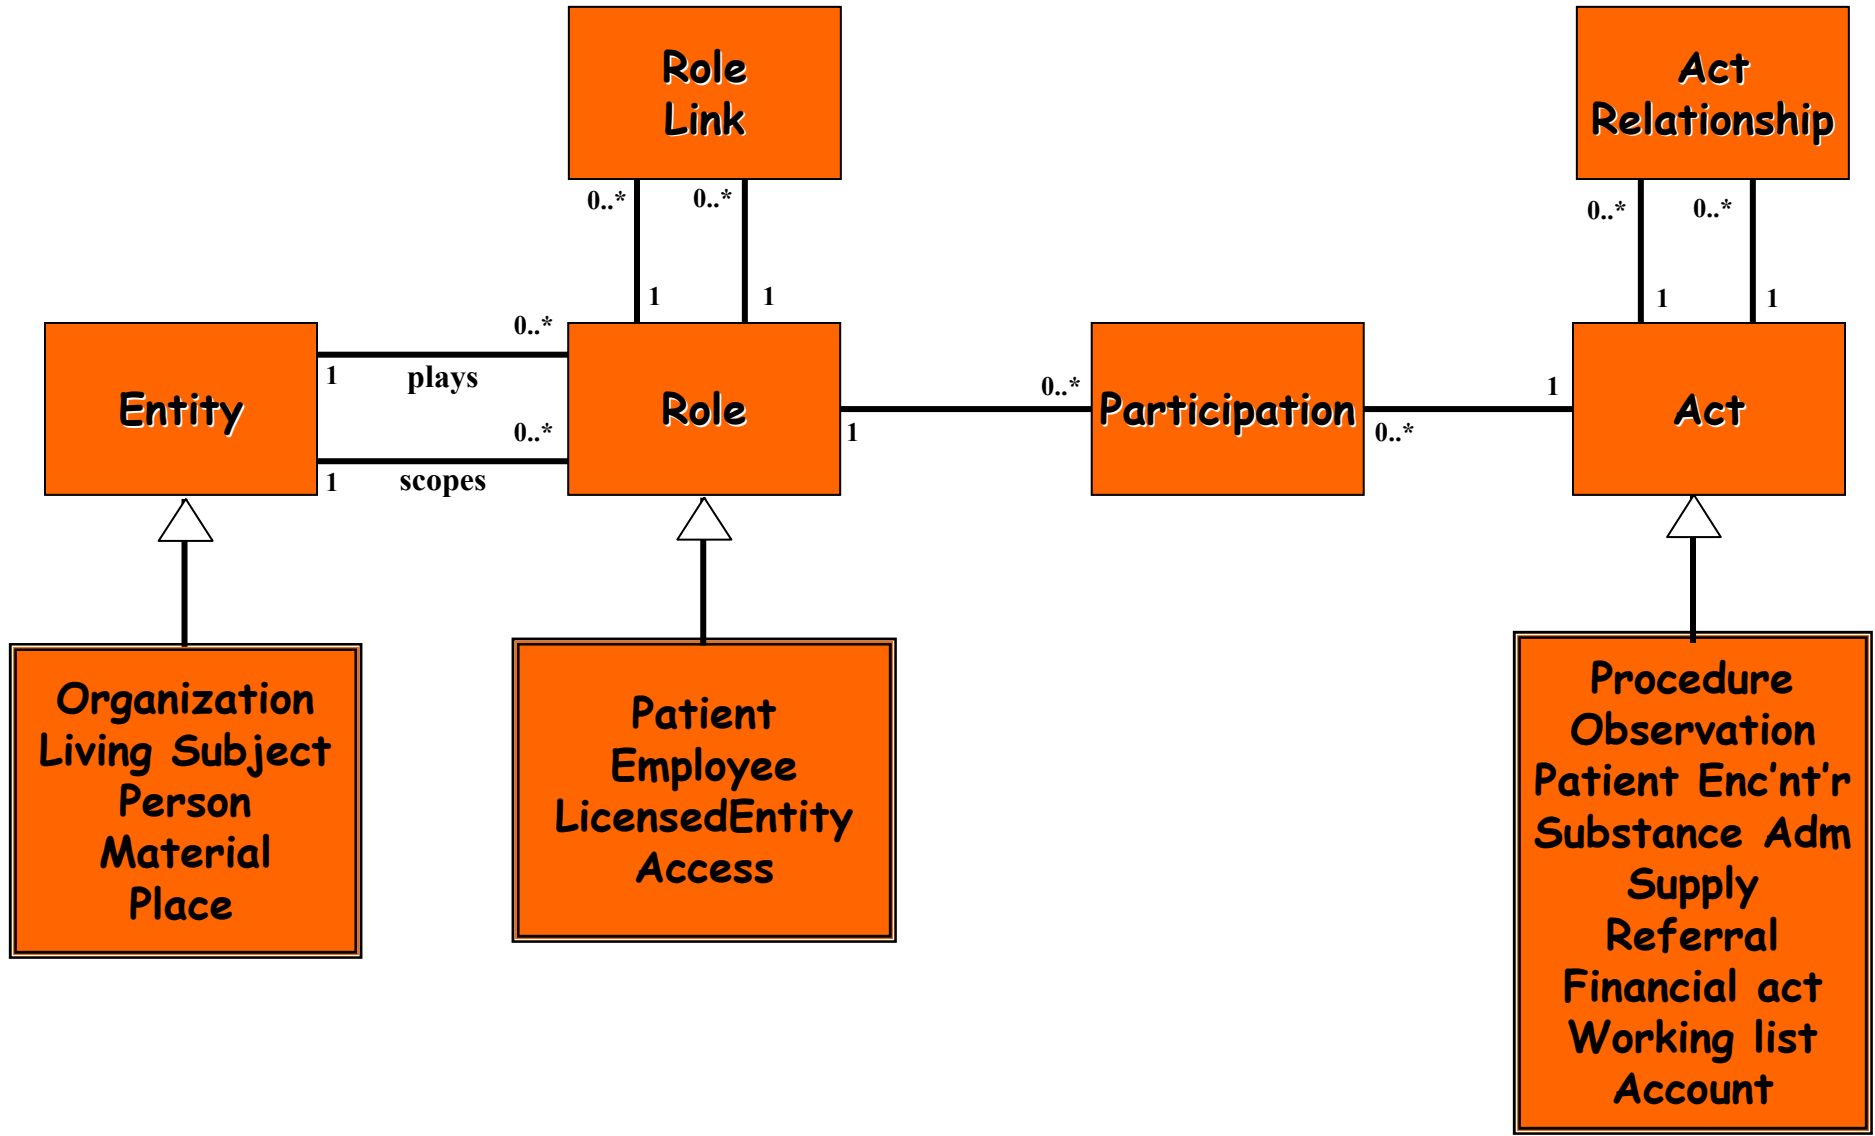 Role
Link
Act
Relationship
0..*
0..*
0..*
0..*
1
1
1
1
Entity
1
plays
0..*
1
scopes
0..*
Role
1
0..*
Participation
0..*
1
Act
Organization
Living Subject
Person
Material
Place
Patient
Employee
LicensedEntity
Access
Procedure
Observation
Patient Enc’nt’r
Substance Adm
Supply
Referral
Financial act
Working list
Account